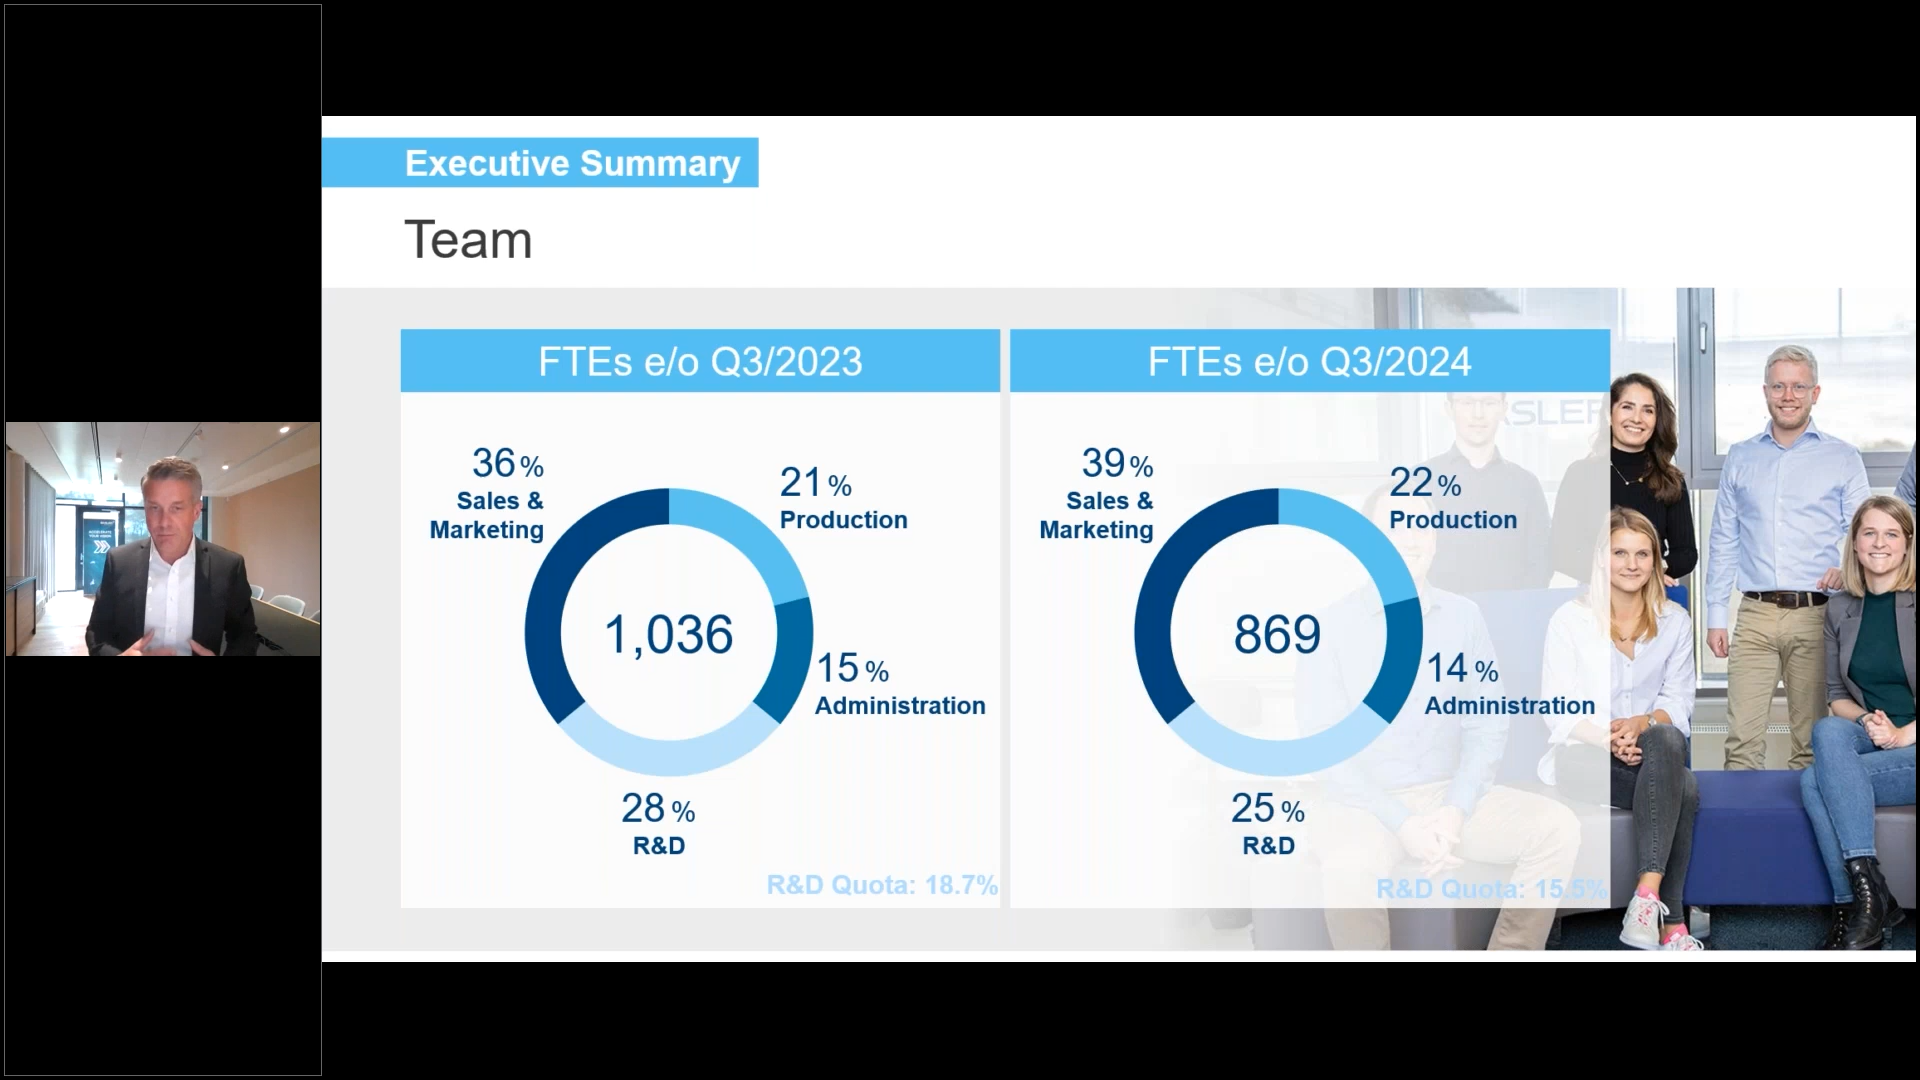 Executive Summary
Team
FTEs e/o Q3/2023
36 %
Sales &
Marketing
21 %
Production
1,036
15 %
Administration
28 %
R&D
R&D Quota: 18.7%
FTEs e/o Q3/2024
39 %
Sales &
Marketing
22 %
Production
869
14 %
Administration
25 %
R&D
R&D Quota: 15.5%